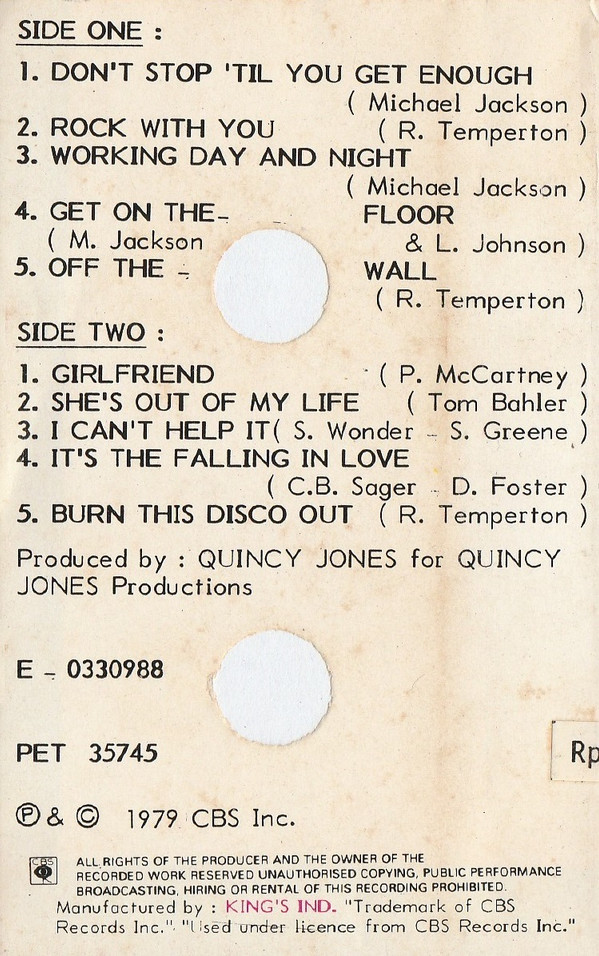 SIDE ONE :
1. DON'T STOP 'TIL YOU GET ENOUGH
( Michael Jackson )
2. ROCK WITH YOU ( R. Temperton )
3. WORKING DAY AND NIGHT
( Michael Jackson )
4. GET ON THE- FLOOR
( M. Jackson & L. Johnson )
5. OFF THE - WALL
( R. Temperton )
SIDE TWO :
1. GIRLFRIEND ( P. McCartney )
2. SHE'S OUT OF MY LIFE ( Tom Bahler )
3. I CAN'T HELP IT( S. Wonder - S. Greene )
4. IT'S THE FALLING IN LOVE
( C.B. Sager - D. Foster )
5. BURN THIS DISCO OUT ( R. Temperton )
Produced by : QUINCY JONES for QUINCY
JONES Productions
E - 0330988
PET 35745
Rp
℗ & © 1979 CBS Inc.
CBS
ALL RIGHTS OF THE PRODUCER AND THE OWNER OF THE
RECORDED WORK RESERVED UNAUTHORISED COPYING, PUBLIC PERFORMANCE
BROADCASTING, HIRING OR RENTAL OF THIS RECORDING PROHIBITED.
Manufactured by : KING'S IND. "Trademark of CBS
Records Inc.". "Used under licence from CBS Records Inc."